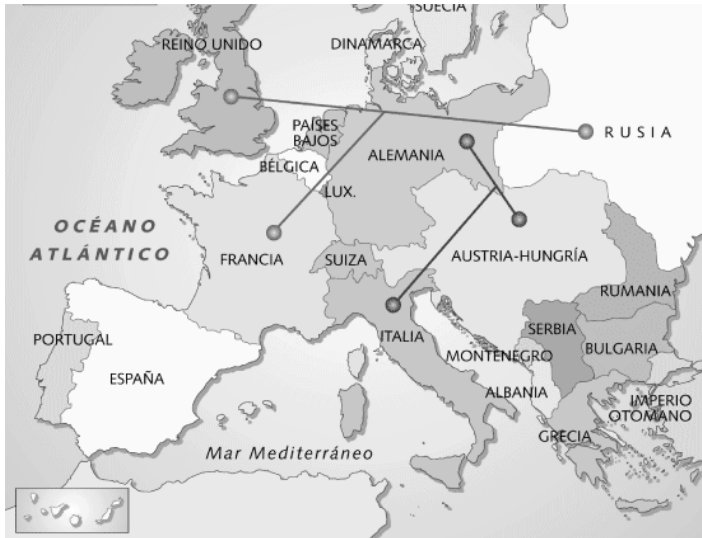 SUECIA
REINO UNIDO
DINAMARCA
RUSIA
PAÍSES
BAJOS
ALEMANIA
BÉLGICA
LUX.
OCÉANO
ATLÁNTICO
FRANCIA
SUIZA
AUSTRIA-HUNGRÍA
RUMANIA
PORTUGAL
ITALIA
SERBIA
MONTENEGRO
BULGARIA
ESPAÑA
ALBANIA
IMPERIO
OTOMANO
GRECIA
Mar Mediterráneo